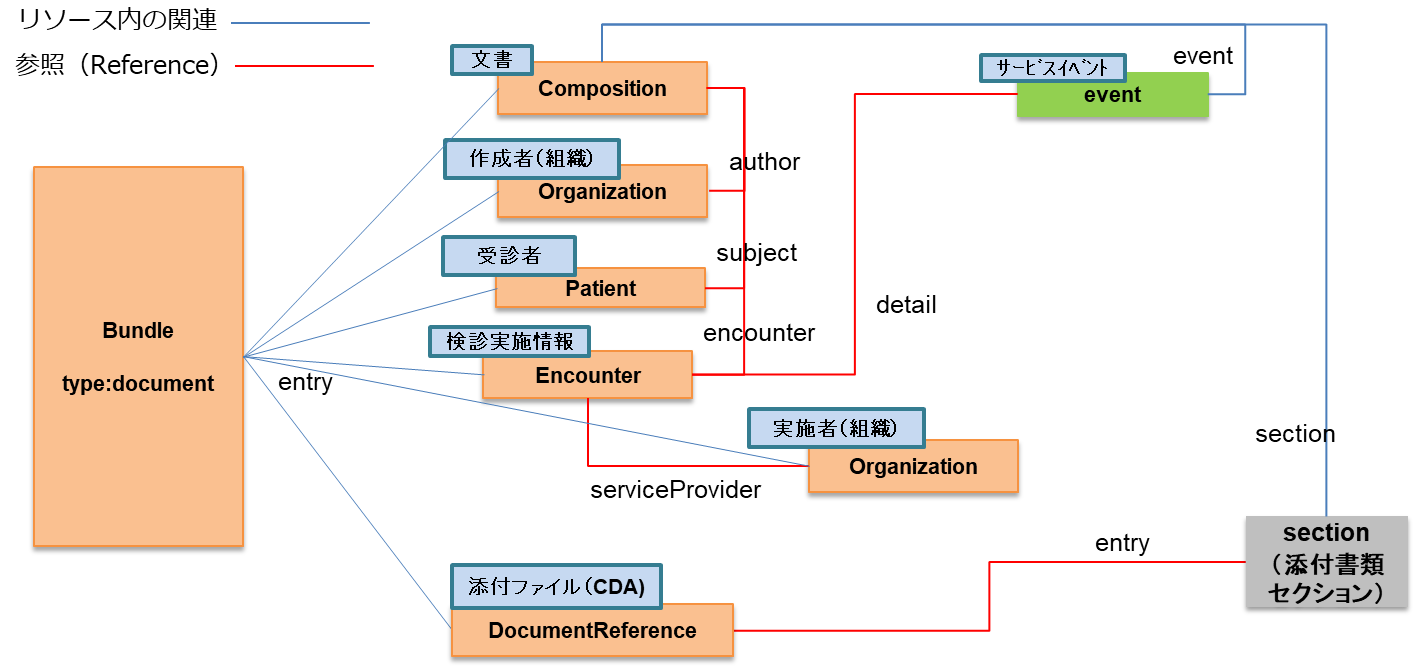 リソース内の関連
参照（Reference）
文書
Composition
ｻｰﾋﾞｽｲﾍﾞﾝﾄ
event
event
作成者（組織）
Organization
author
受診者
Patient
subject
検診実施情報
Encounter
encounter
detail
Bundle
type:document
entry
実施者（組織）
Organization
serviceProvider
section
section
（添付書類
セクション）
entry
添付ファイル（CDA)
DocumentReference